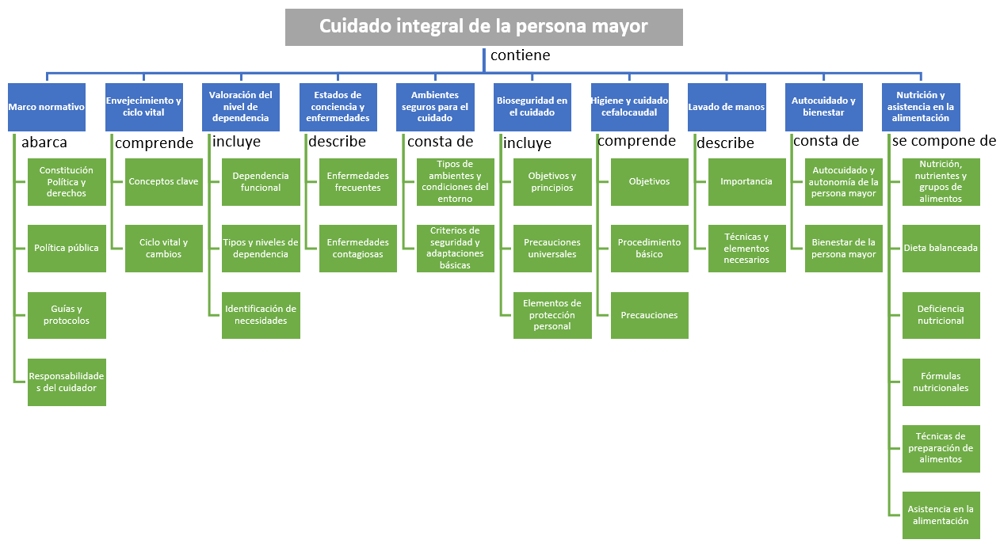 Cuidado integral de la persona mayor
contiene
Marco normativo
abarca
Constitución
Política y
derechos
Política pública
Guías y
protocolos
Responsabilidade
s del cuidador
Envejecimiento y
ciclo vital
comprende
Conceptos clave
Ciclo vital y
cambios
Valoración del
nivel de
dependencia
incluye
Dependencia
funcional
Tipos y niveles de
dependencia
Identificación de
necesidades
Estados de
conciencia y
enfermedades
describe
Enfermedades
frecuentes
Enfermedades
contagiosas
Ambientes
seguros para el
cuidado
consta de
Tipos de
ambientes y
condiciones del
entorno
Criterios de
seguridad y
adaptaciones
básicas
Bioseguridad en
el cuidado
incluye
Objetivos y
principios
Precauciones
universales
Elementos de
protección
personal
Higiene y cuidado
cefalocaudal
comprende
Objetivos
Procedimiento
básico
Precauciones
Lavado de manos
describe
Importancia
Técnicas y
elementos
necesarios
Autocuidado y
bienestar
consta de
Autocuidado y
autonomía de la
persona mayor
Bienestar de la
persona mayor
Nutrición y
asistencia en la
alimentación
se compone de
Nutrición,
nutrientes y
grupos de
alimentos
Dieta balanceada
Deficiencia
nutricional
Fórmulas
nutricionales
Técnicas de
preparación de
alimentos
Asistencia en la
alimentación